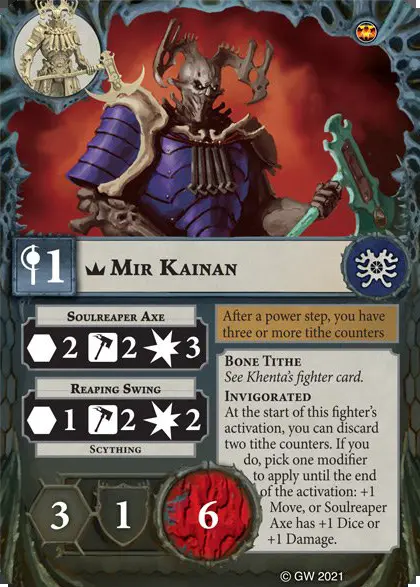 1
MIR KAINAN
SOULREAPER AXE
2 2 3
REAPING SWING
1 2 2
SCYTHING
3 1 6
After a power step, you have
three or more tithe counters
BONE TITHE
See Khenta's fighter card.
INVIGORATED
At the start of this fighter's
activation, you can discard
two tithe counters. If you
do, pick one modifier
to apply until the end
of the activation: +1
Move, or Soulreaper
Axe has +1 Dice or
+1 Damage.
© GW 2021